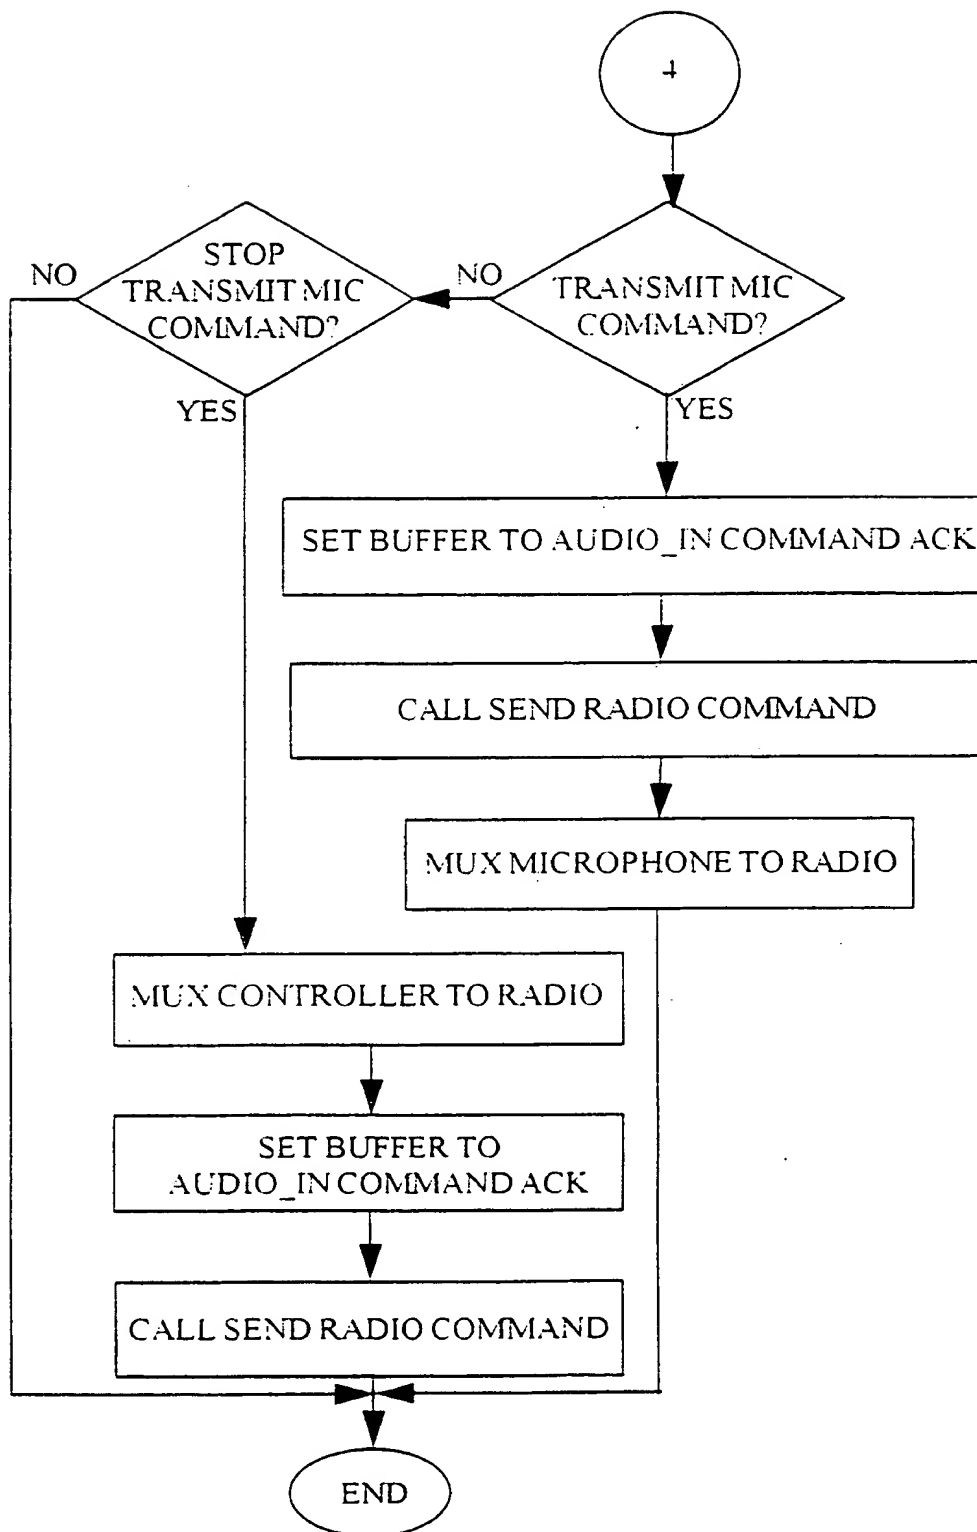 4
STOP
TRANSMIT MIC
COMMAND?
NO
NO
TRANSMIT MIC
COMMAND?
YES
YES
SET BUFFER TO AUDIO_IN COMMAND ACK
CALL SEND RADIO COMMAND
MUX MICROPHONE TO RADIO
MUX CONTROLLER TO RADIO
SET BUFFER TO
AUDIO_IN COMMAND ACK
CALL SEND RADIO COMMAND
END